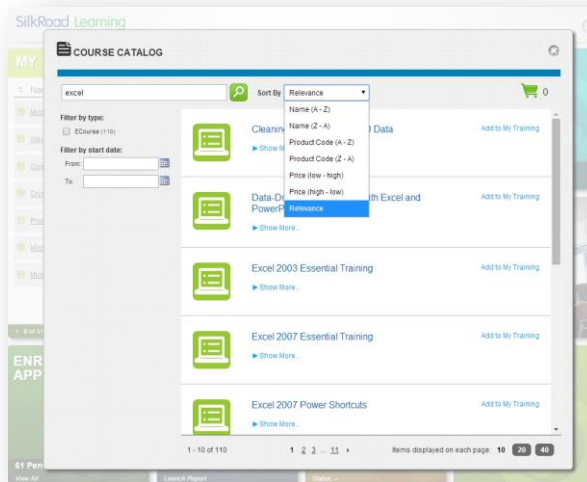 SilkRoad Learning
COURSE CATALOG
MY
excel
Sort By
Relevance
0
Name (A - Z)
Name (Z - A)
Product Code (A - Z)
Product Code (Z - A)
Price (low - high)
Price (high - low)
Relevance
Filter by type:
ECourse (110)
Filter by start date:
From:
To:
Cleaning
Data
Add to My Training
Show More..
Data-D
ith Excel and
PowerP
Add to My Training
Excel 2003 Essential Training
Add to My Training
Show More..
Excel 2007 Essential Training
Add to My Training
Show More..
Excel 2007 Power Shortcuts
Add to My Training
Show More..
1 - 10 of 110
1 2 3 ... 11
Items displayed on each page: 10 20 40
ENR
APP
61 Pen
View All
Launch Report
Status: --